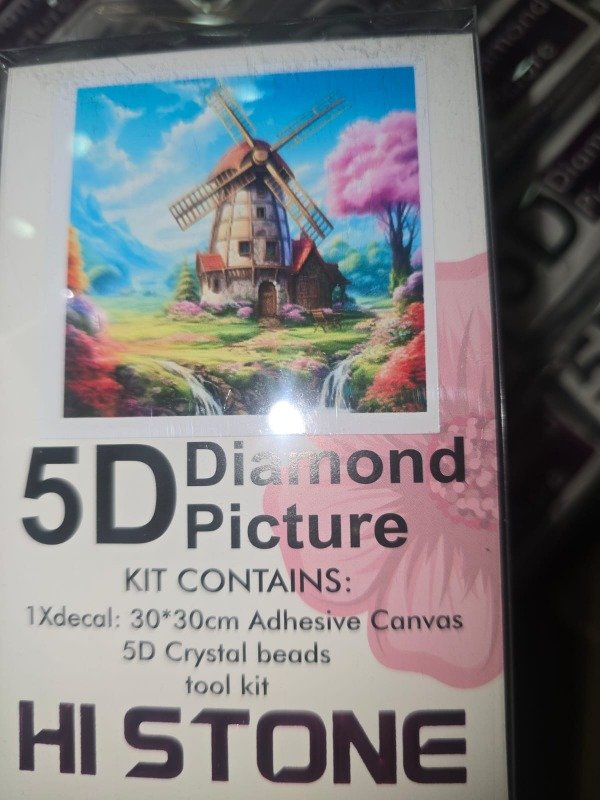 5D Diamond
Picture
KIT CONTAINS:
1Xdecal: 30*30cm Adhesive Canvas
5D Crystal beads
tool kit
HI STONE